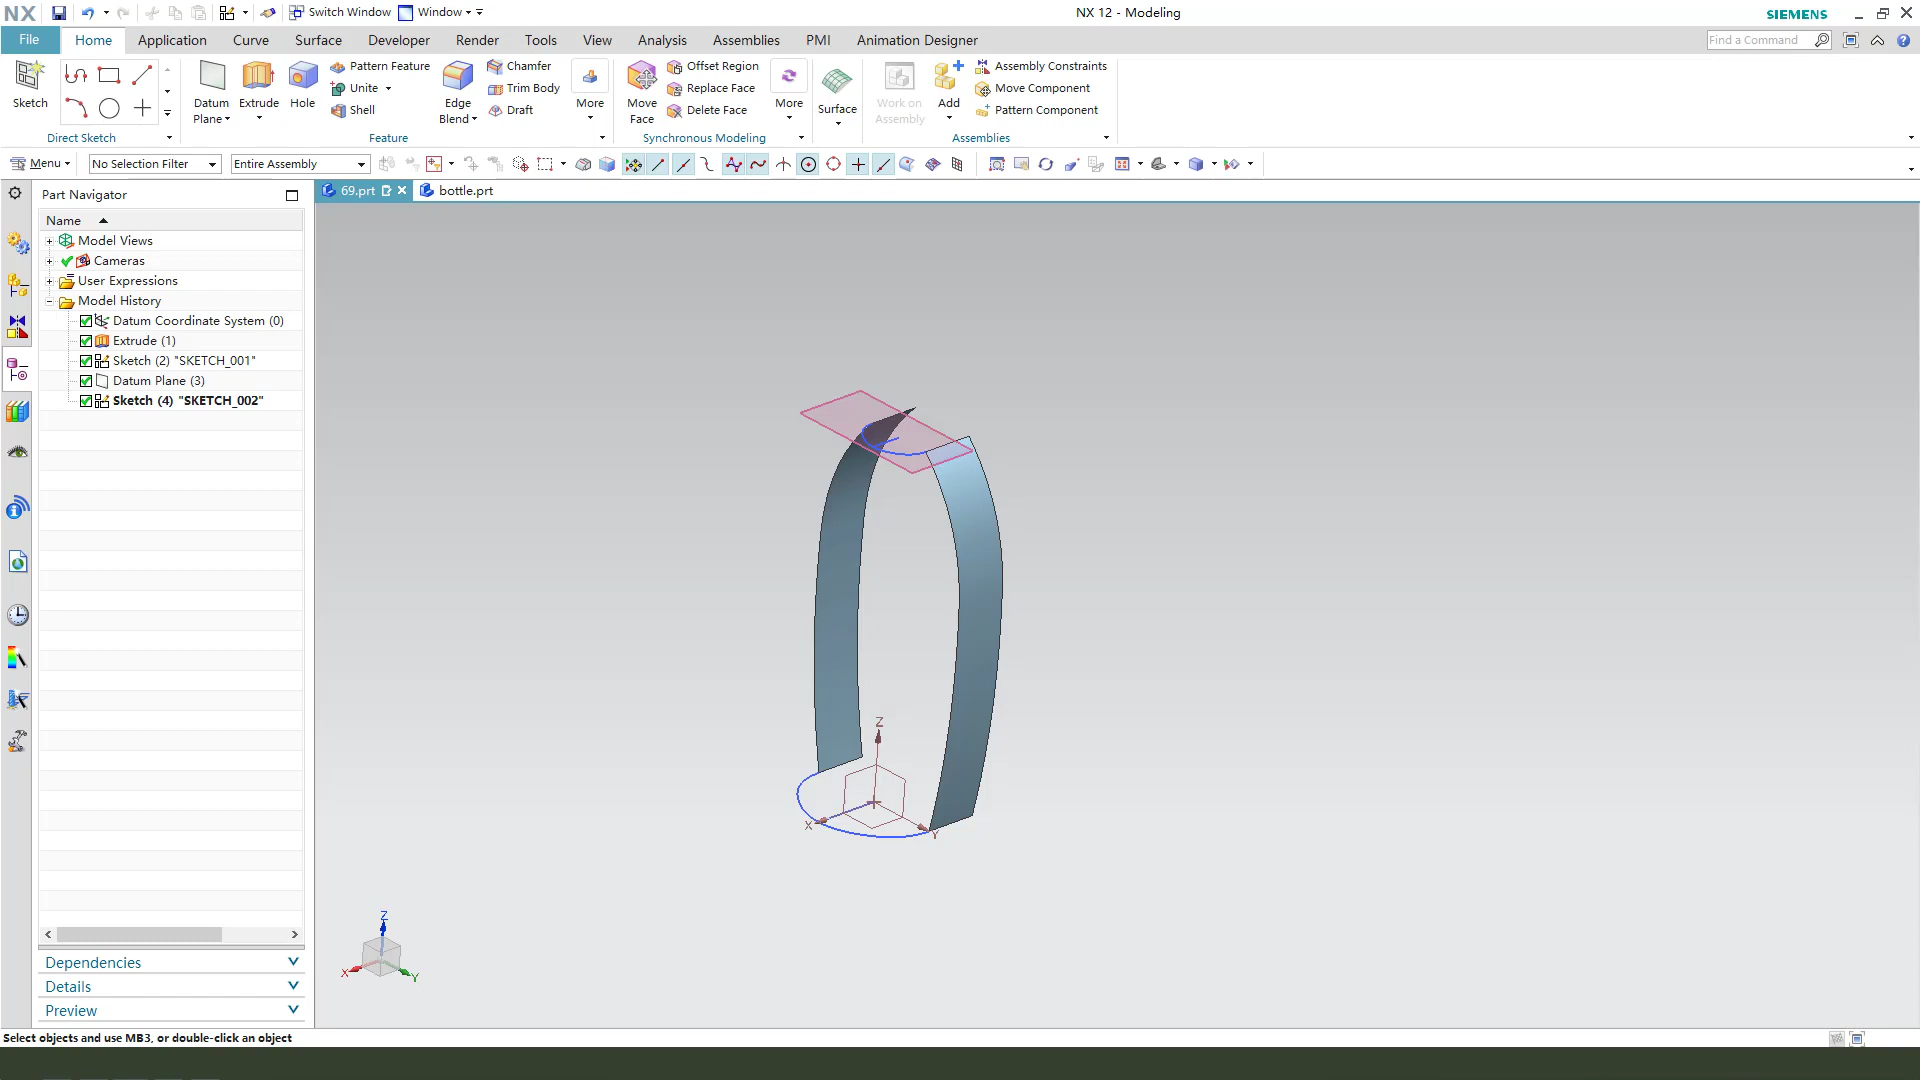 NX
Switch Window
Window
NX 12 - Modeling
SIEMENS
File
Home
Application
Curve
Surface
Developer
Render
Tools
View
Analysis
Assemblies
PMI
Animation Designer
Find a Command
Sketch
Direct Sketch
Datum
Plane
Extrude
Hole
Pattern Feature
Unite
Shell
Edge
Blend
Chamfer
Trim Body
Draft
More
Feature
Move
Face
Offset Region
Replace Face
Delete Face
More
Synchronous Modeling
Surface
Work on
Assembly
Add
Assembly Constraints
Move Component
Pattern Component
Assemblies
Menu
No Selection Filter
Entire Assembly
Part Navigator
69.prt
bottle.prt
Name
Model Views
Cameras
User Expressions
Model History
Datum Coordinate System (0)
Extrude (1)
Sketch (2) "SKETCH_001"
Datum Plane (3)
Sketch (4) "SKETCH_002"
Z
X
Y
Z
X
Y
Dependencies
Details
Preview
Select objects and use MB3, or double-click an object